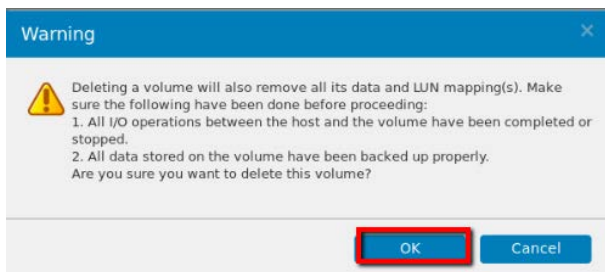 Warning
Deleting a volume will also remove all its data and LUN mapping(s). Make
sure the following have been done before proceeding:
1. All I/O operations between the host and the volume have been completed or
stopped.
2. All data stored on the volume have been backed up properly.
Are you sure you want to delete this volume?
OK
Cancel